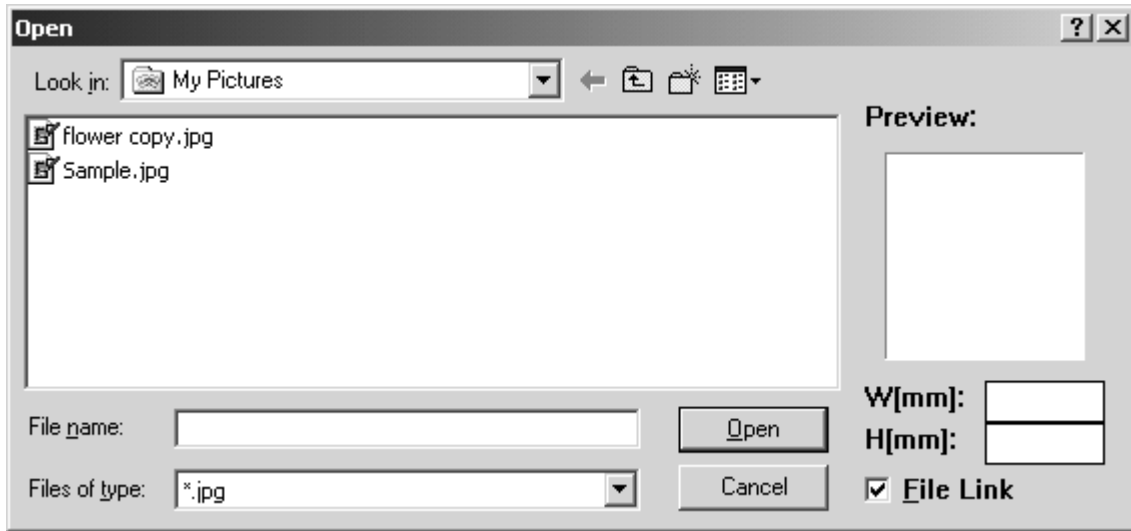 Open
Look in: My Pictures
flower copy.jpg
Sample.jpg
File name:
Open
Files of type: *.jpg
Cancel
Preview:
W[mm]:
H[mm]:
File Link